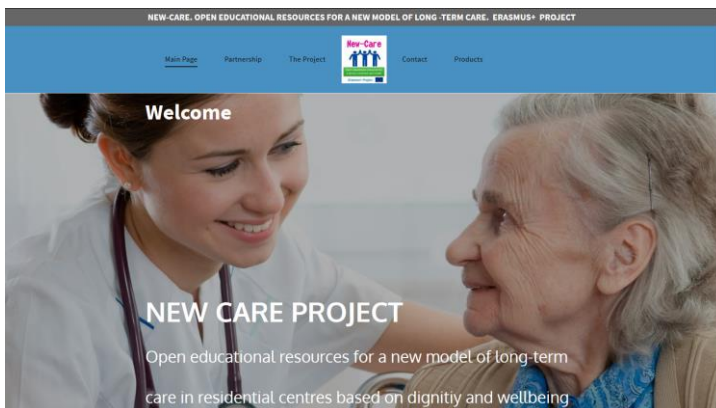 NEW-CARE. OPEN EDUCATIONAL RESOURCES FOR A NEW MODEL OF LONG -TERM CARE. ERASMUS+ PROJECT
Main Page Partnership The Project New-Care Contact Products
Welcome
NEW CARE PROJECT
Open educational resources for a new model of long-term
care in residential centres based on dignitiy and wellbeing